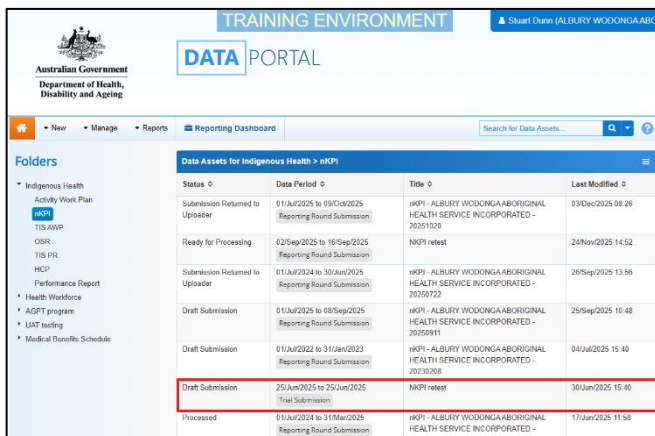 TRAINING ENVIRONMENT
Stuart Dunn (ALBURY WODONGA ABO
Australian Government
Department of Health,
Disability and Ageing
DATA PORTAL
New Manage Reports Reporting Dashboard Search for Data Assets...
Folders
Indigenous Health
Activity Work Plan
nKPI
TIS AWP
OSR
TIS PR
HCP
Performance Report
Health Workforce
AGPT program
UAT testing
Medical Benefits Schedule
Data Assets for Indigenous Health > nKPI
Status Data Period Title Last Modified
Submission Returned to Uploader
01/Jul/2025 to 09/Oct/2025
Reporting Round Submission
nKPI - ALBURY WODONGA ABORIGINAL
HEALTH SERVICE INCORPORATED -
20251020
03/Dec/2025 08:26
Ready for Processing
02/Sep/2025 to 16/Sep/2025
Reporting Round Submission
NKPI retest
24/Nov/2025 14:52
Submission Returned to Uploader
01/Jul/2024 to 30/Jun/2025
Reporting Round Submission
nKPI - ALBURY WODONGA ABORIGINAL
HEALTH SERVICE INCORPORATED -
20250722
26/Sep/2025 13:56
Draft Submission
01/Jul/2025 to 08/Sep/2025
Reporting Round Submission
nKPI - ALBURY WODONGA ABORIGINAL
HEALTH SERVICE INCORPORATED -
20250911
25/Sep/2025 10:48
Draft Submission
01/Jul/2022 to 31/Jan/2023
Reporting Round Submission
nKPI - ALBURY WODONGA ABORIGINAL
HEALTH SERVICE INCORPORATED -
20230208
04/Jul/2025 15:40
Draft Submission
25/Jun/2025 to 25/Jun/2025
Trial Submission
NKPI retest
30/Jun/2025 15:40
Processed
01/Jul/2024 to 31/Mar/2025
Reporting Round Submission
nKPI - ALBURY WODONGA ABORIGINAL
HEALTH SERVICE INCORPORATED -
17/Jun/2025 11:58